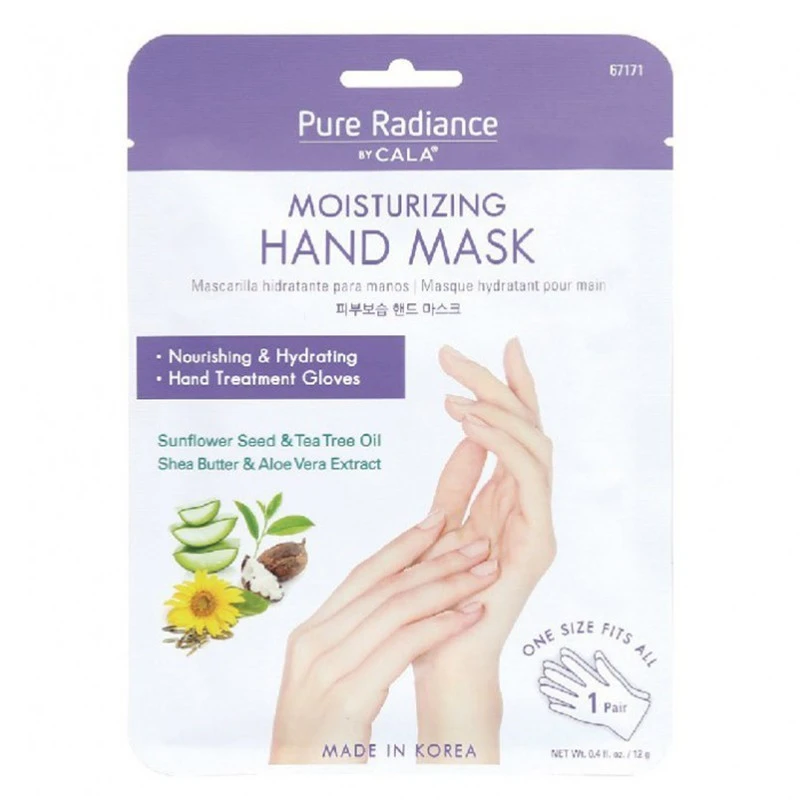 67171
Pure Radiance
BY CALA®
MOISTURIZING
HAND MASK
Mascarilla hidratante para manos | Masque hydratant pour main
피부보습 핸드 마스크
• Nourishing & Hydrating
• Hand Treatment Gloves
Sunflower Seed & Tea Tree Oil
Shea Butter & Aloe Vera Extract
ONE SIZE FITS ALL
1 Pair
MADE IN KOREA
NET Wt. 0.4 fl. oz. / 12 g